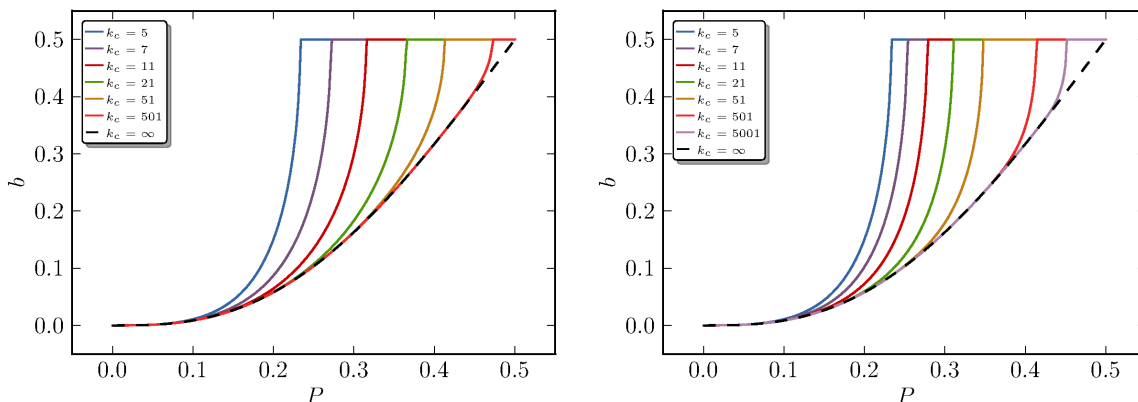 k_c = 5
k_c = 7
k_c = 11
k_c = 21
k_c = 51
k_c = 501
k_c = ∞
0.5
0.4
0.3
0.2
0.1
0.0
b
0.0 0.1 0.2 0.3 0.4 0.5
P
k_c = 5
k_c = 7
k_c = 11
k_c = 21
k_c = 51
k_c = 501
k_c = 5001
k_c = ∞
0.5
0.4
0.3
0.2
0.1
0.0
b
0.0 0.1 0.2 0.3 0.4 0.5
P